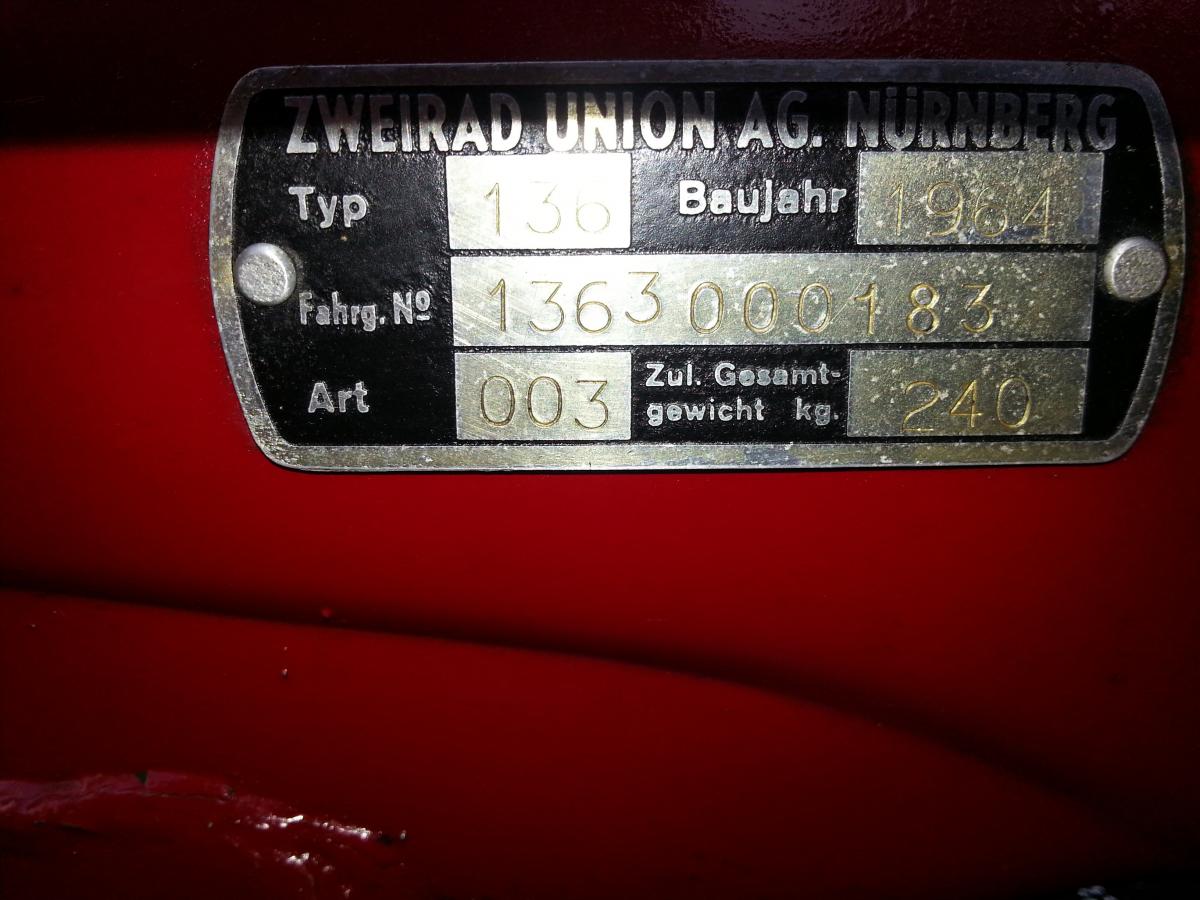 ZWEIRAD UNION AG. NÜRNBERG
Typ 136 Baujahr 1964
Fahrg. Nº 1363000183
Art 003 Zul. Gesamt-
gewicht kg. 240